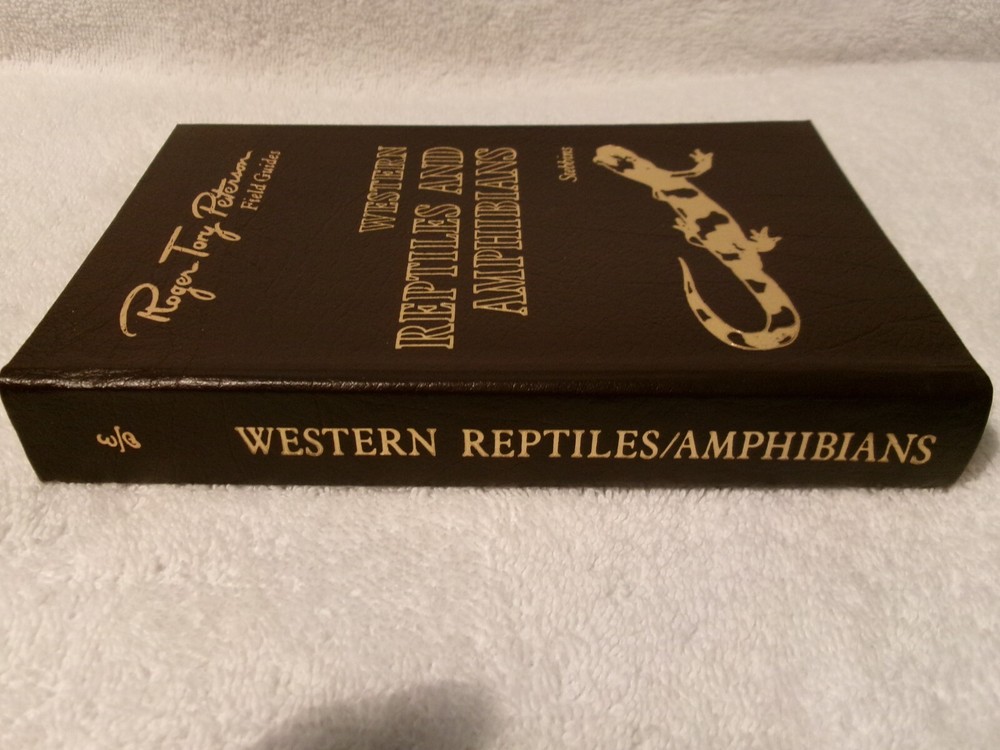 Roger Tory Peterson
Field Guides
WESTERN
REPTILES AND
AMPHIBIANS
Stebbins
WESTERN REPTILES/AMPHIBIANS